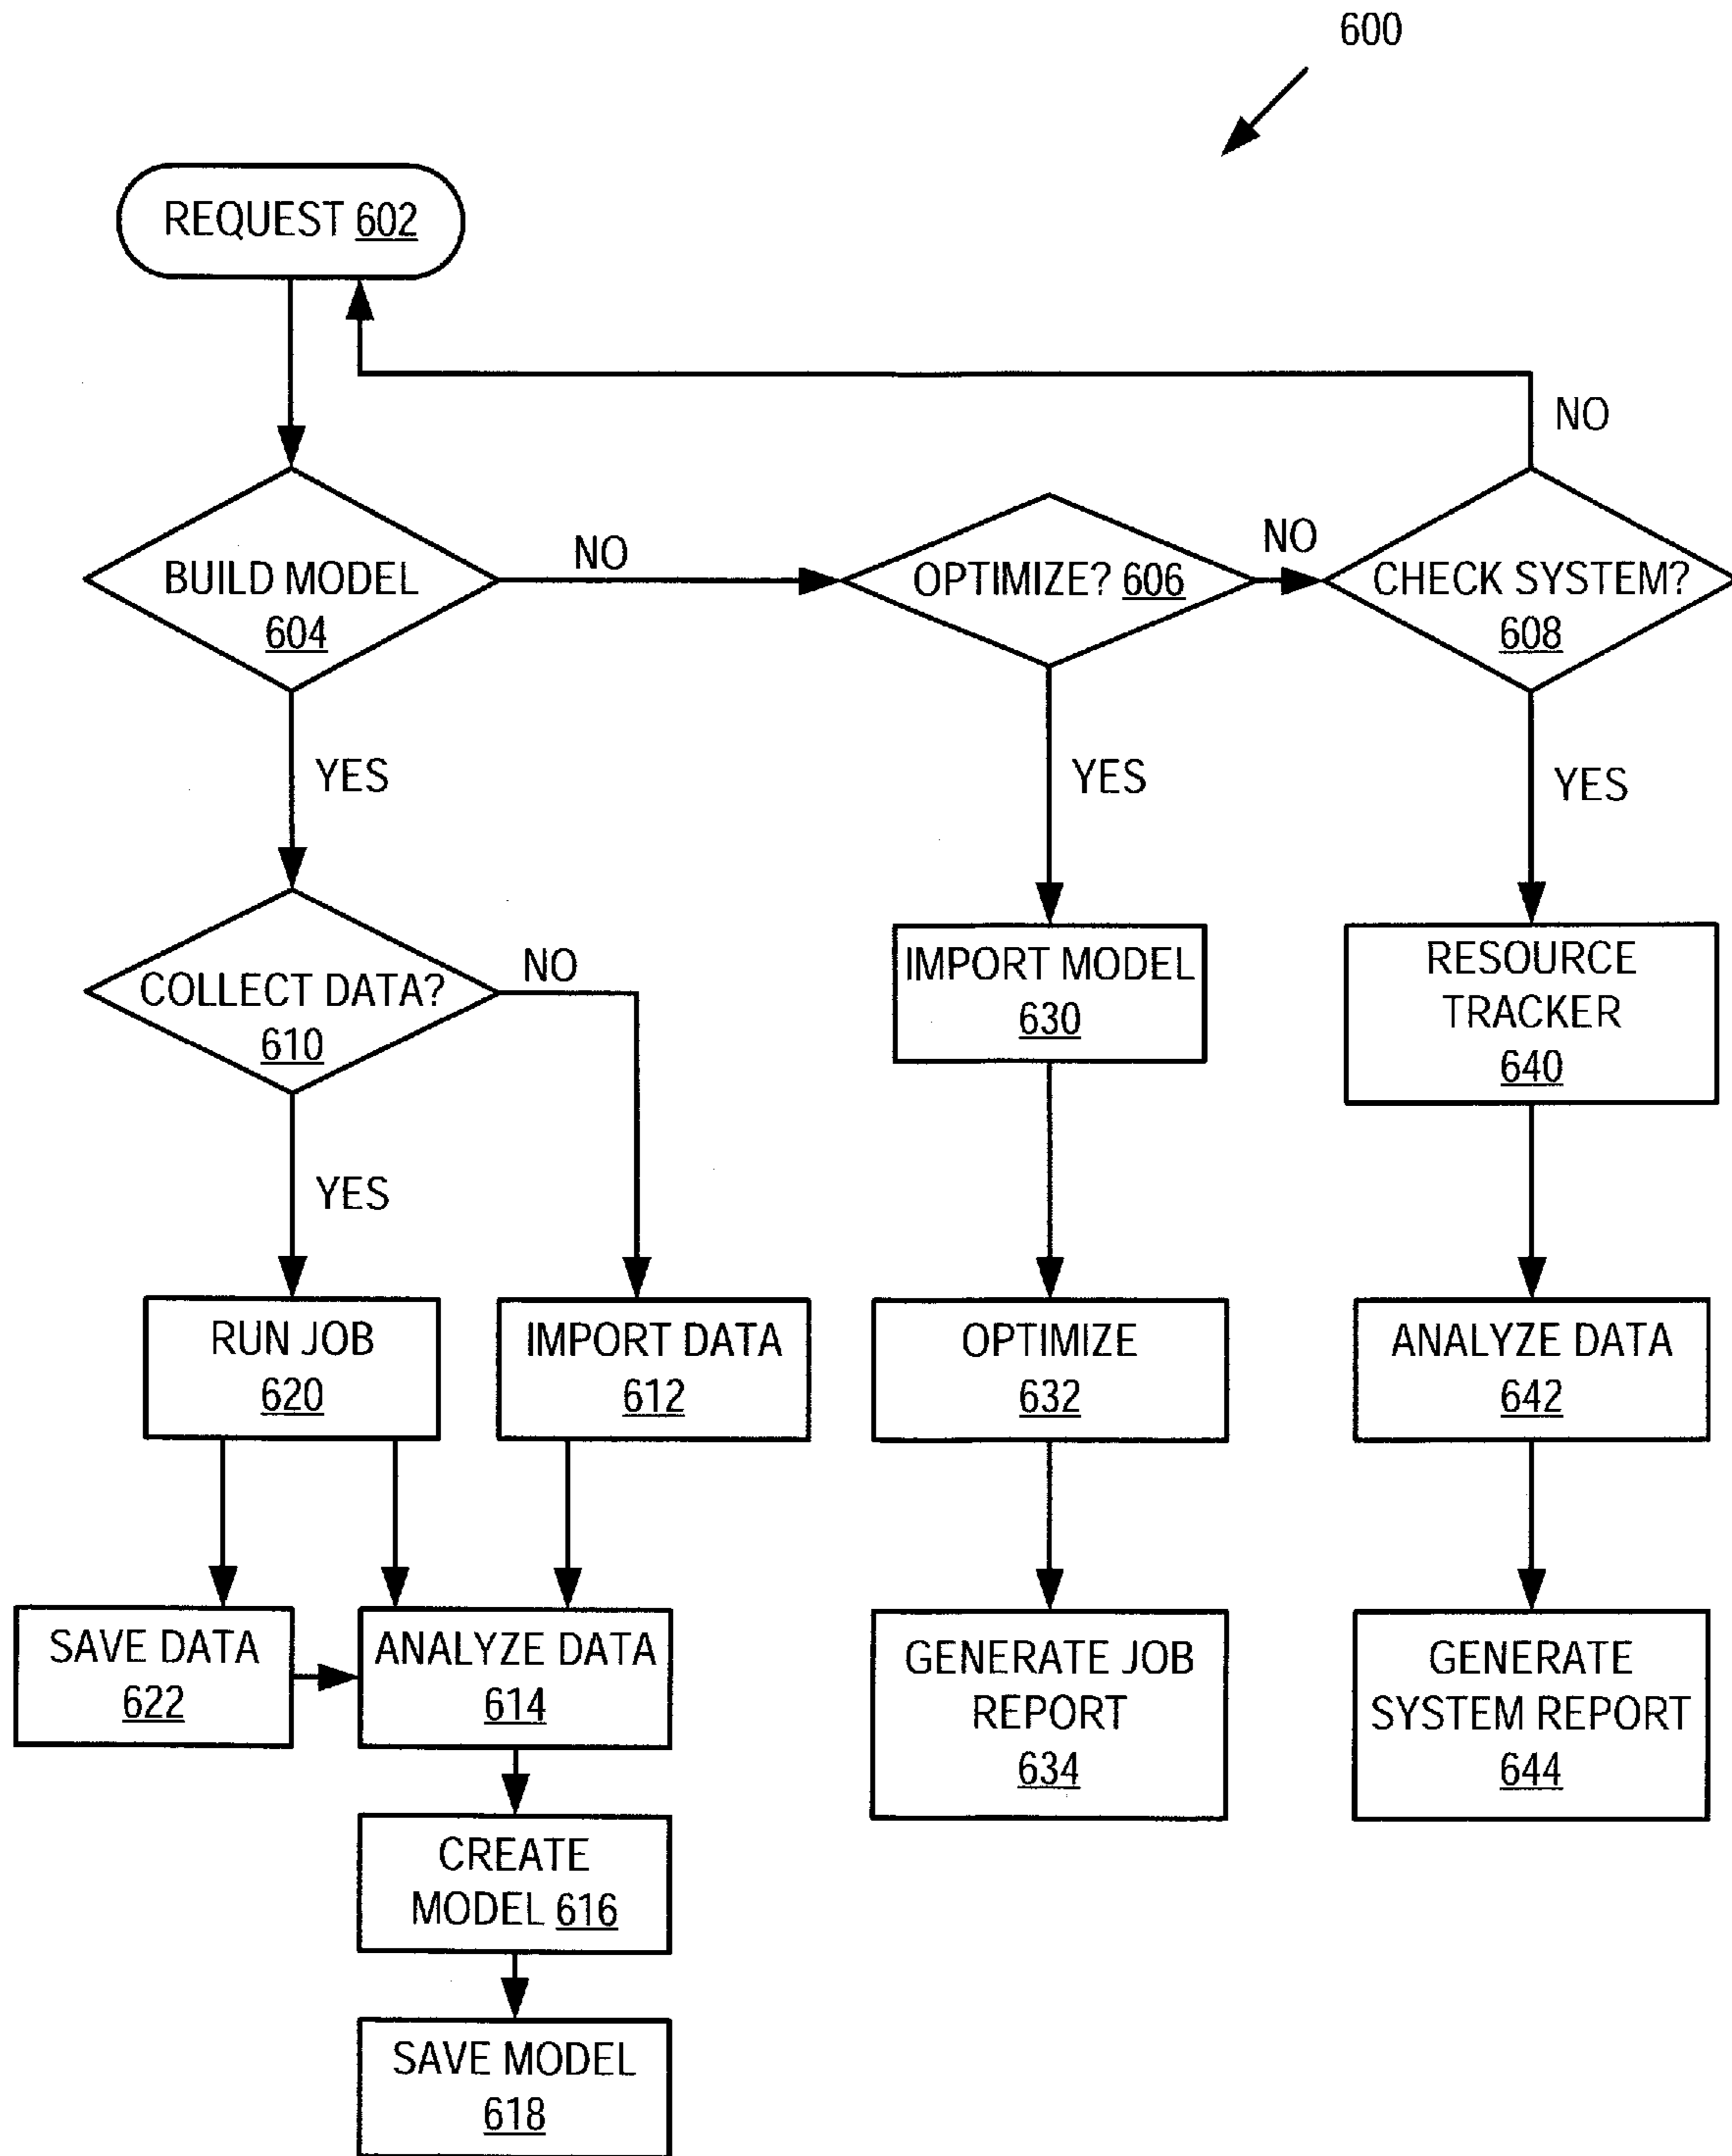 600
REQUEST 602
NO
BUILD MODEL
604
NO
OPTIMIZE? 606
NO
CHECK SYSTEM?
608
YES
YES
YES
COLLECT DATA?
610
NO
IMPORT MODEL
630
RESOURCE
TRACKER
640
YES
RUN JOB
620
IMPORT DATA
612
OPTIMIZE
632
ANALYZE DATA
642
SAVE DATA
622
ANALYZE DATA
614
GENERATE JOB
REPORT
634
GENERATE
SYSTEM REPORT
644
CREATE
MODEL 616
SAVE MODEL
618